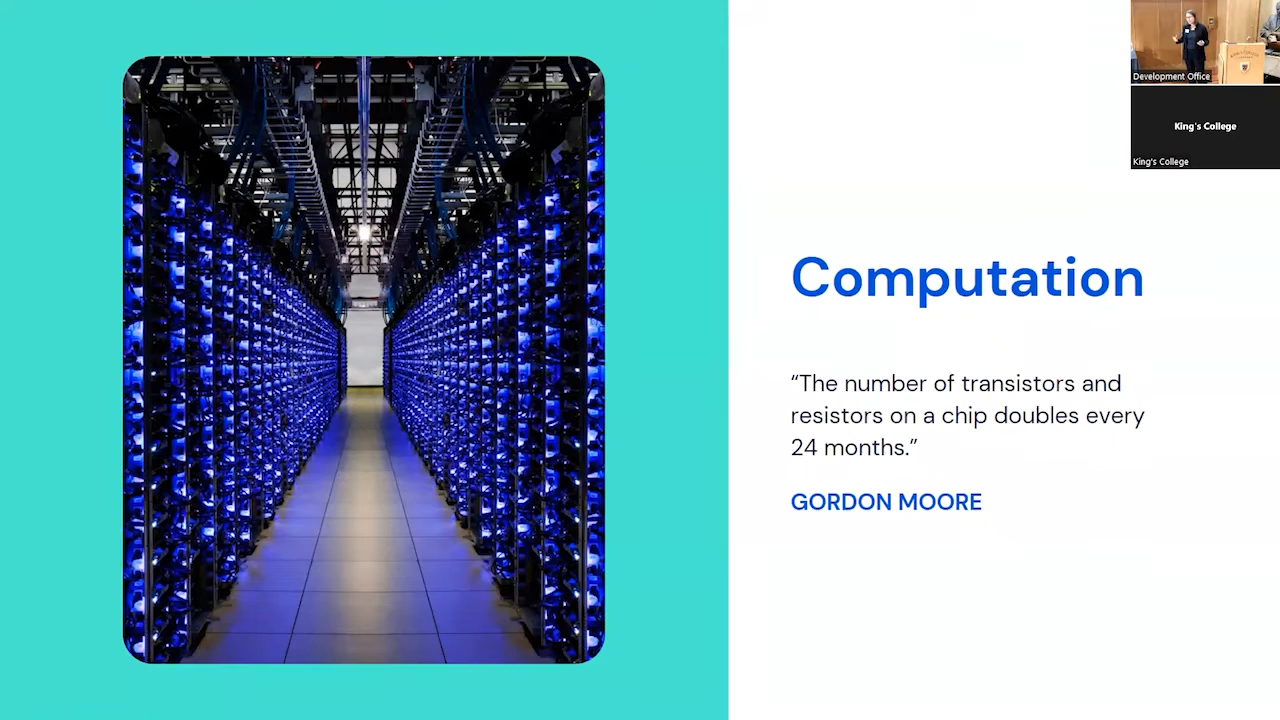 Development Office
King's College
King's College
Computation
“The number of transistors and
resistors on a chip doubles every
24 months.”
GORDON MOORE